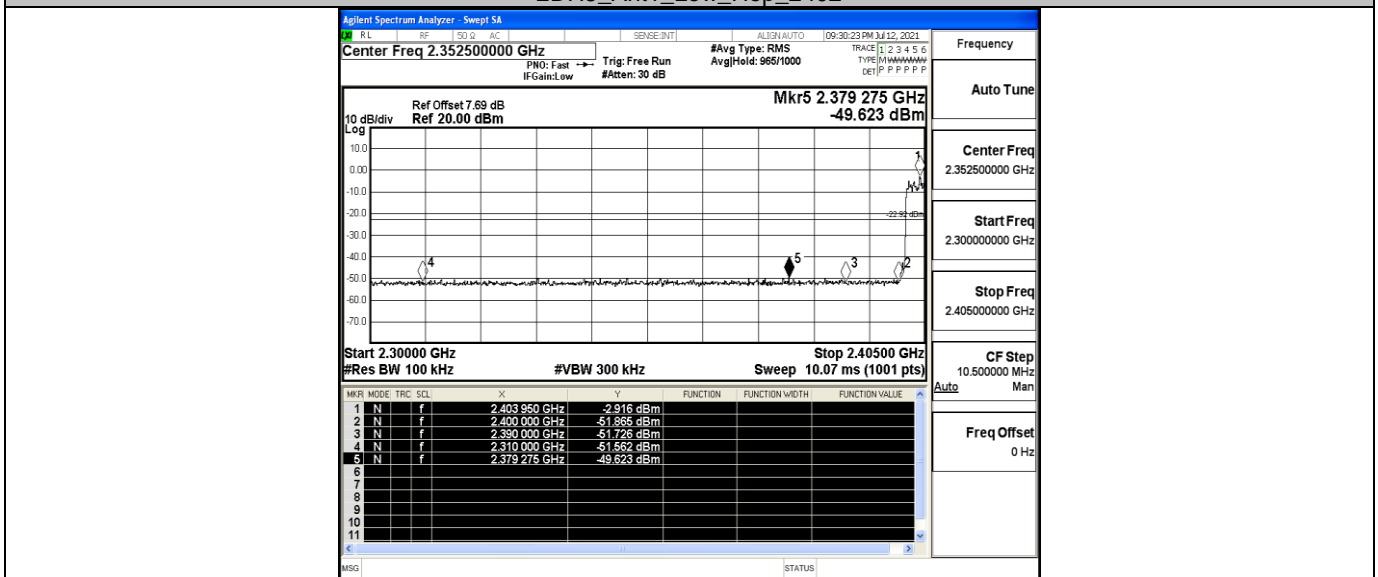 Agilent Spectrum Analyzer - Swept SA
RL RF 50 Ω AC SENSE:INT ALIGN AUTO 09:30:23 PM Jul 12, 2021
Center Freq 2.352500000 GHz
PNO: Fast
IFGain:Low
Trig: Free Run
#Atten: 30 dB
#Avg Type: RMS
Avg|Hold: 965/1000
TRACE 1 2 3 4 5 6
TYPE M
DET P P P P P P
Ref Offset 7.69 dB
Ref 20.00 dBm
10 dB/div
Log
Mkr5 2.379 275 GHz
-49.623 dBm
10.0
0.00
-10.0
-20.0
-30.0
-40.0
-50.0
-60.0
-70.0
1
-22.92 dBm
4
5
3
2
Start 2.30000 GHz
Stop 2.40500 GHz
#Res BW 100 kHz #VBW 300 kHz Sweep 10.07 ms (1001 pts)
MKR MODE TRC SCL X Y FUNCTION FUNCTION WIDTH FUNCTION VALUE
1 N f 2.403 950 GHz -2.916 dBm
2 N f 2.400 000 GHz -51.865 dBm
3 N f 2.390 000 GHz -51.726 dBm
4 N f 2.310 000 GHz -51.562 dBm
5 N f 2.379 275 GHz -49.623 dBm
6
7
8
9
10
11
MSG STATUS
Frequency
Auto Tune
Center Freq
2.352500000 GHz
Start Freq
2.300000000 GHz
Stop Freq
2.405000000 GHz
CF Step
10.500000 MHz
Auto Man
Freq Offset
0 Hz